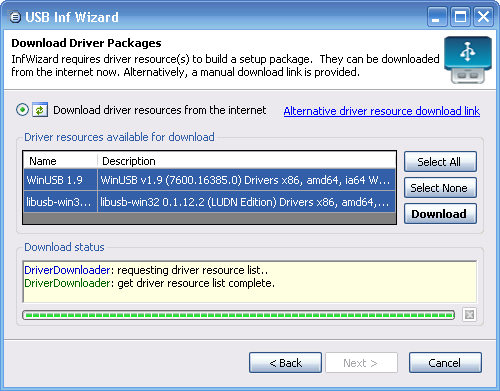 USB Inf Wizard
Download Driver Packages
InfWizard requires driver resource(s) to build a setup package. They can be downloaded
from the internet now. Alternatively, a manual download link is provided.
Download driver resources from the internet
Alternative driver resource download link
Driver resources available for download
Name Description
WinUSB 1.9 WinUSB v1.9 (7600.16385.0) Drivers x86, amd64, ia64 W...
libusb-win3... libusb-win32 0.1.12.2 (LUDN Edition) Drivers x86, amd64,...
Select All
Select None
Download
Download status
DriverDownloader: requesting driver resource list..
DriverDownloader: get driver resource list complete.
< Back
Next >
Cancel